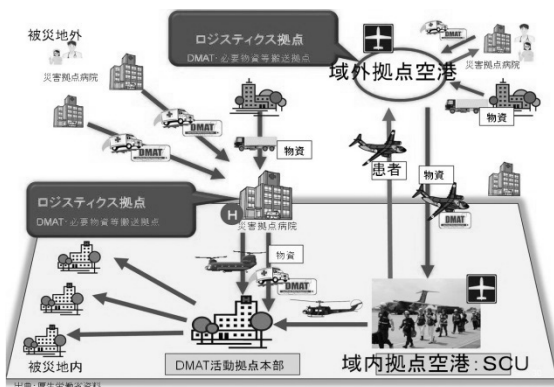 被災地外
災害拠点病院
ロジスティクス拠点
DMAT・必要物資等搬送拠点
域外拠点空港
災害拠点病院
DMAT
DMAT
DMAT
物資
物資
DMAT
患者
物資
DMAT
ロジスティクス拠点
DMAT・必要物資等搬送拠点
H
災害拠点病院
物資
DMAT
DMAT活動拠点本部
域内拠点空港:SCU
被災地内
出典:厚生労働省資料